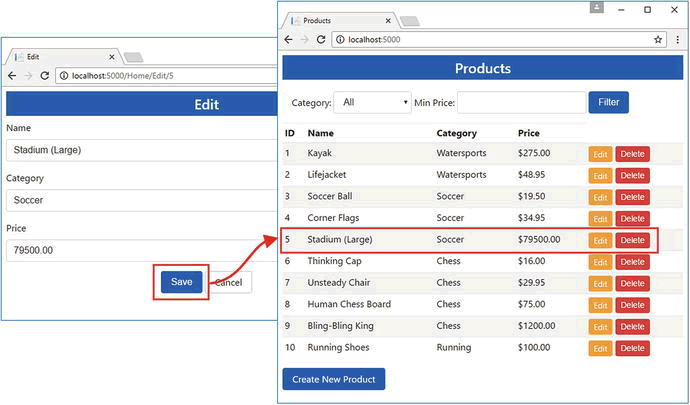 Edit
localhost:5000/Home/Edit/5
Edit
Name
Stadium (Large)
Category
Soccer
Price
79500.00
Save Cancel
Products
localhost:5000
Products
Category: All Min Price: Filter
ID Name Category Price
1 Kayak Watersports $275.00 Edit Delete
2 Lifejacket Watersports $48.95 Edit Delete
3 Soccer Ball Soccer $19.50 Edit Delete
4 Corner Flags Soccer $34.95 Edit Delete
5 Stadium (Large) Soccer $79500.00 Edit Delete
6 Thinking Cap Chess $16.00 Edit Delete
7 Unsteady Chair Chess $29.95 Edit Delete
8 Human Chess Board Chess $75.00 Edit Delete
9 Bling-Bling King Chess $1200.00 Edit Delete
10 Running Shoes Running $100.00 Edit Delete
Create New Product